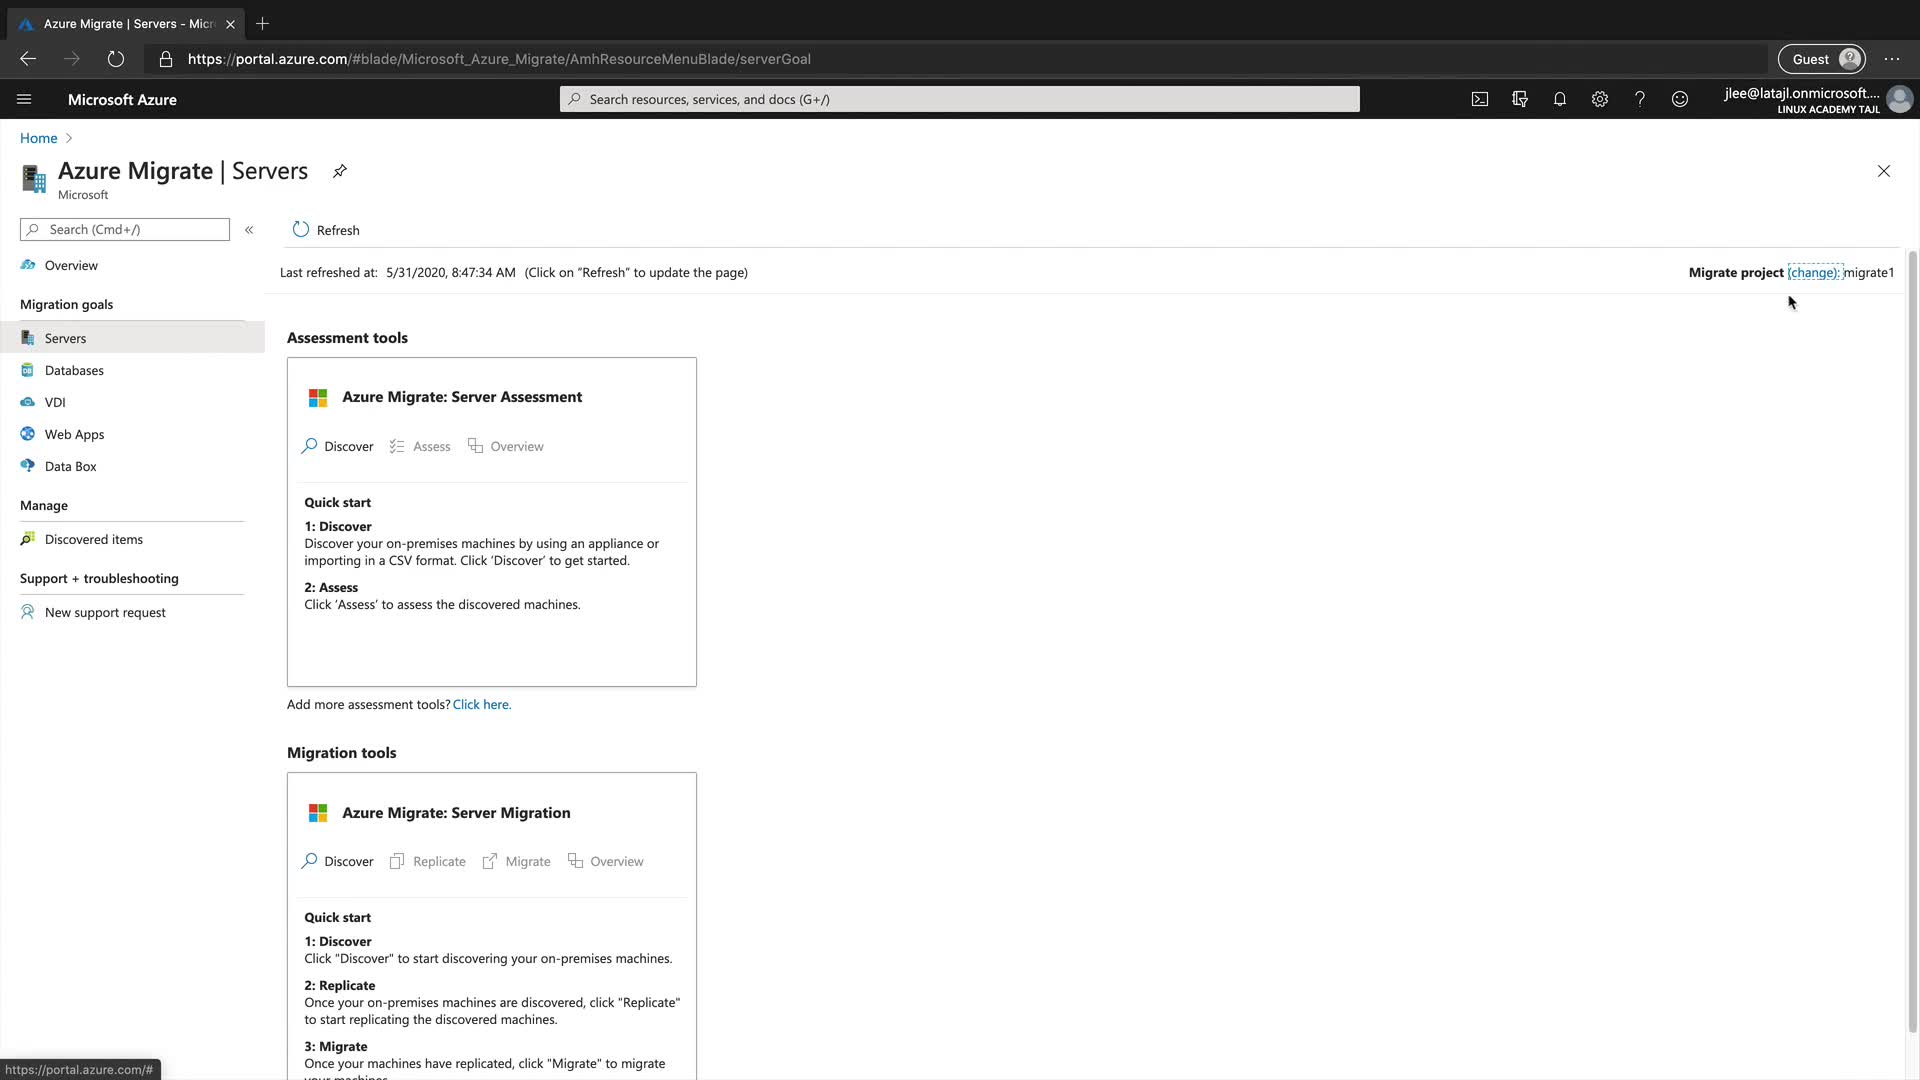 Azure Migrate | Servers - Micr
https://portal.azure.com/#blade/Microsoft_Azure_Migrate/AmhResourceMenuBlade/serverGoal
Guest
Microsoft Azure
Search resources, services, and docs (G+/)
jlee@latajl.onmicrosoft....
LINUX ACADEMY TAJL
Home
Azure Migrate | Servers
Microsoft
Search (Cmd+/)
«
Refresh
Overview
Last refreshed at: 5/31/2020, 8:47:34 AM (Click on “Refresh” to update the page)
Migrate project (change): migrate1
Migration goals
Servers
Databases
VDI
Web Apps
Data Box
Manage
Discovered items
Support + troubleshooting
New support request
Assessment tools
Azure Migrate: Server Assessment
Discover Assess Overview
Quick start
1: Discover
Discover your on-premises machines by using an appliance or
importing in a CSV format. Click ‘Discover’ to get started.
2: Assess
Click ‘Assess’ to assess the discovered machines.
Add more assessment tools? Click here.
Migration tools
Azure Migrate: Server Migration
Discover Replicate Migrate Overview
Quick start
1: Discover
Click "Discover" to start discovering your on-premises machines.
2: Replicate
Once your on-premises machines are discovered, click "Replicate"
to start replicating the discovered machines.
3: Migrate
Once your machines have replicated, click "Migrate" to migrate
your machines
https://portal.azure.com/#